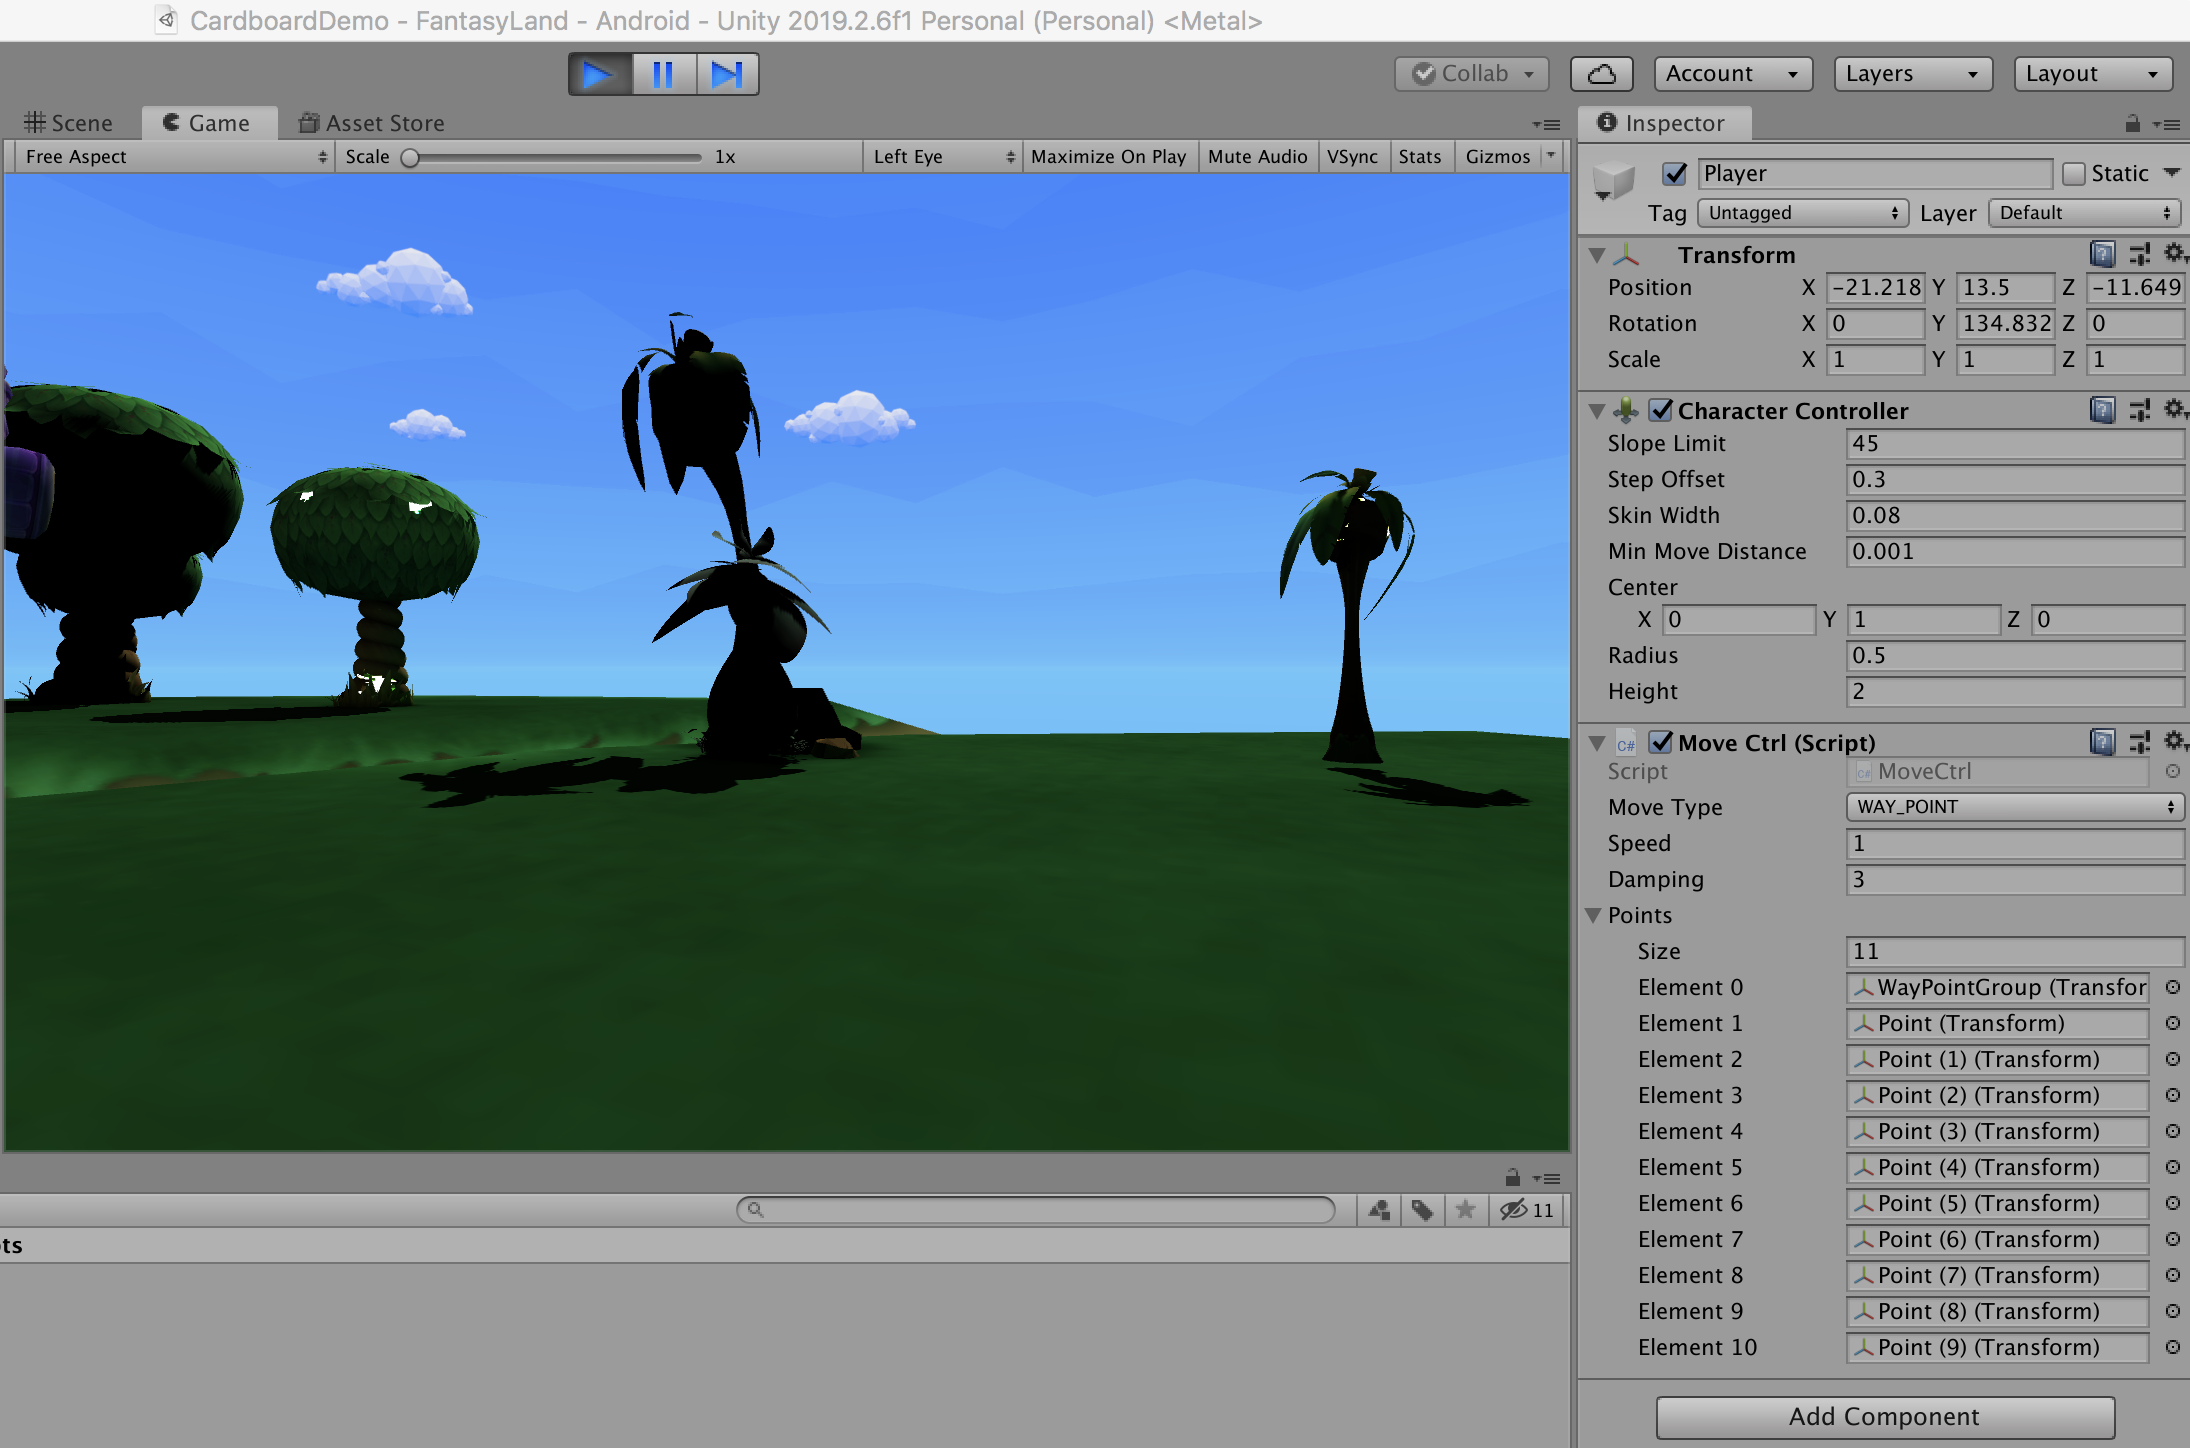 CardboardDemo - FantasyLand - Android - Unity 2019.2.6f1 Personal (Personal) <Metal>
Collab Account Layers Layout
Scene Game Asset Store
Free Aspect Scale 1x Left Eye Maximize On Play Mute Audio VSync Stats Gizmos
Inspector
Player Static
Tag Untagged Layer Default
Transform
Position X -21.218 Y 13.5 Z -11.649
Rotation X 0 Y 134.832 Z 0
Scale X 1 Y 1 Z 1
Character Controller
Slope Limit 45
Step Offset 0.3
Skin Width 0.08
Min Move Distance 0.001
Center
X 0 Y 1 Z 0
Radius 0.5
Height 2
C# Move Ctrl (Script)
Script C# MoveCtrl
Move Type WAY_POINT
Speed 1
Damping 3
Points
Size 11
Element 0 WayPointGroup (Transfor
Element 1 Point (Transform)
Element 2 Point (1) (Transform)
Element 3 Point (2) (Transform)
Element 4 Point (3) (Transform)
Element 5 Point (4) (Transform)
Element 6 Point (5) (Transform)
Element 7 Point (6) (Transform)
Element 8 Point (7) (Transform)
Element 9 Point (8) (Transform)
Element 10 Point (9) (Transform)
Add Component
11
ts